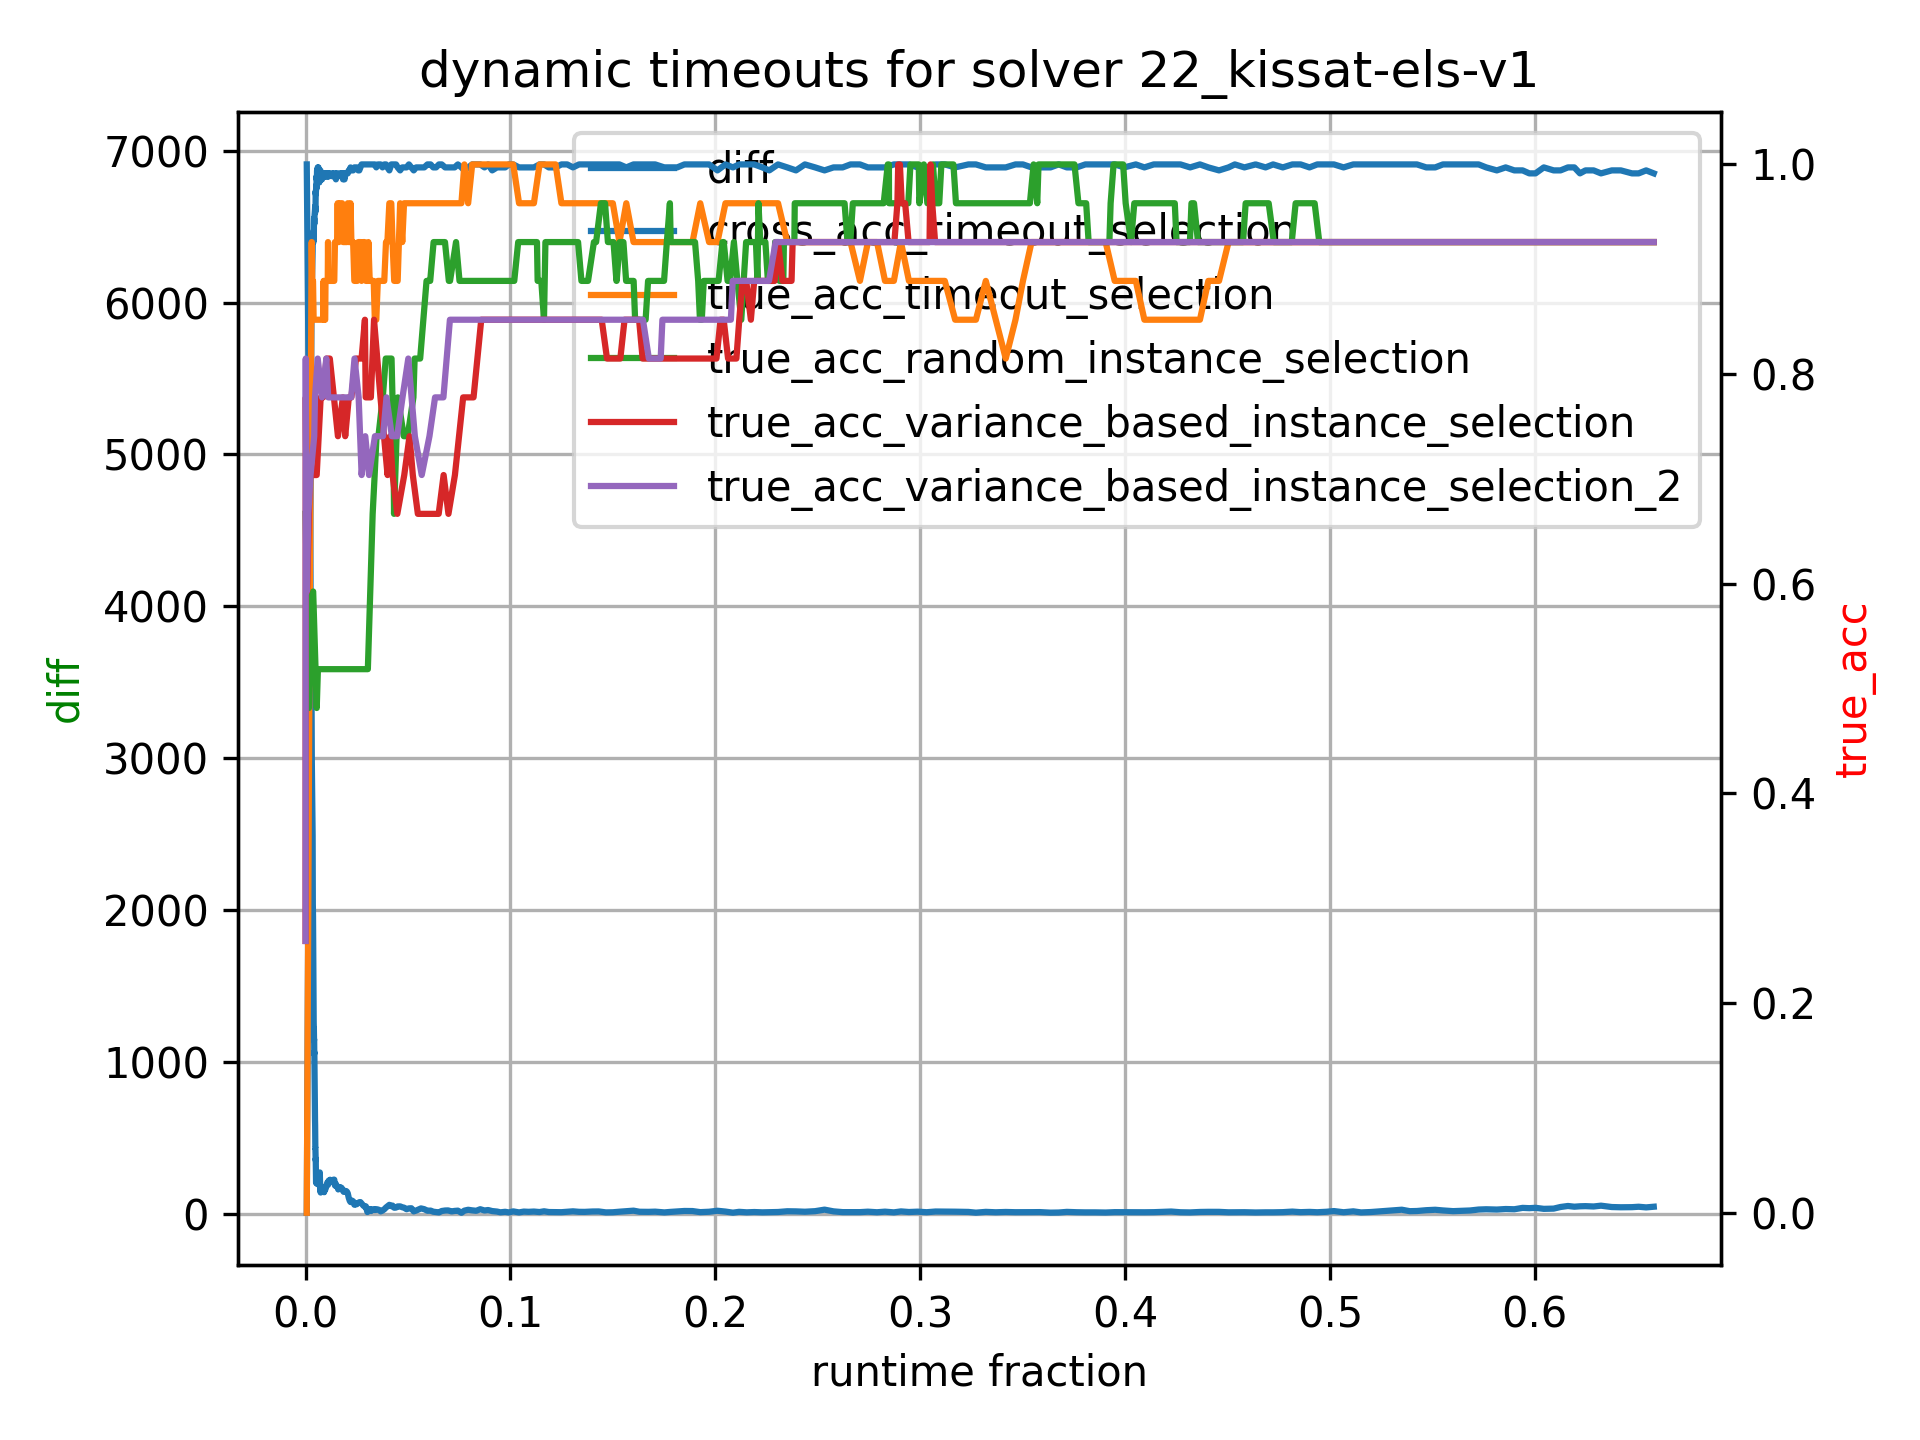 dynamic timeouts for solver 22_kissat-els-v1
7000
6000
5000
4000
3000
2000
1000
0
diff
diff
cross_acc_timeout_selection
true_acc_timeout_selection
true_acc_random_instance_selection
true_acc_variance_based_instance_selection
true_acc_variance_based_instance_selection_2
1.0
0.8
0.6
0.4
0.2
0.0
true_acc
0.0 0.1 0.2 0.3 0.4 0.5 0.6
runtime fraction